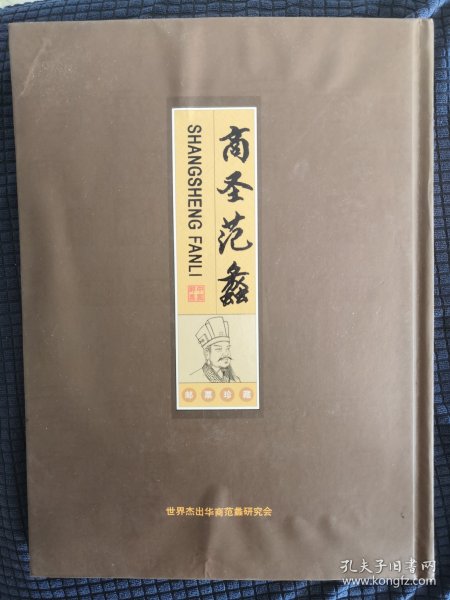 商圣范蠡
SHANGSHENG FANLI
邮票珍藏
世界杰出华商范蠡研究会
孔夫子旧书网
www.kongfz.com